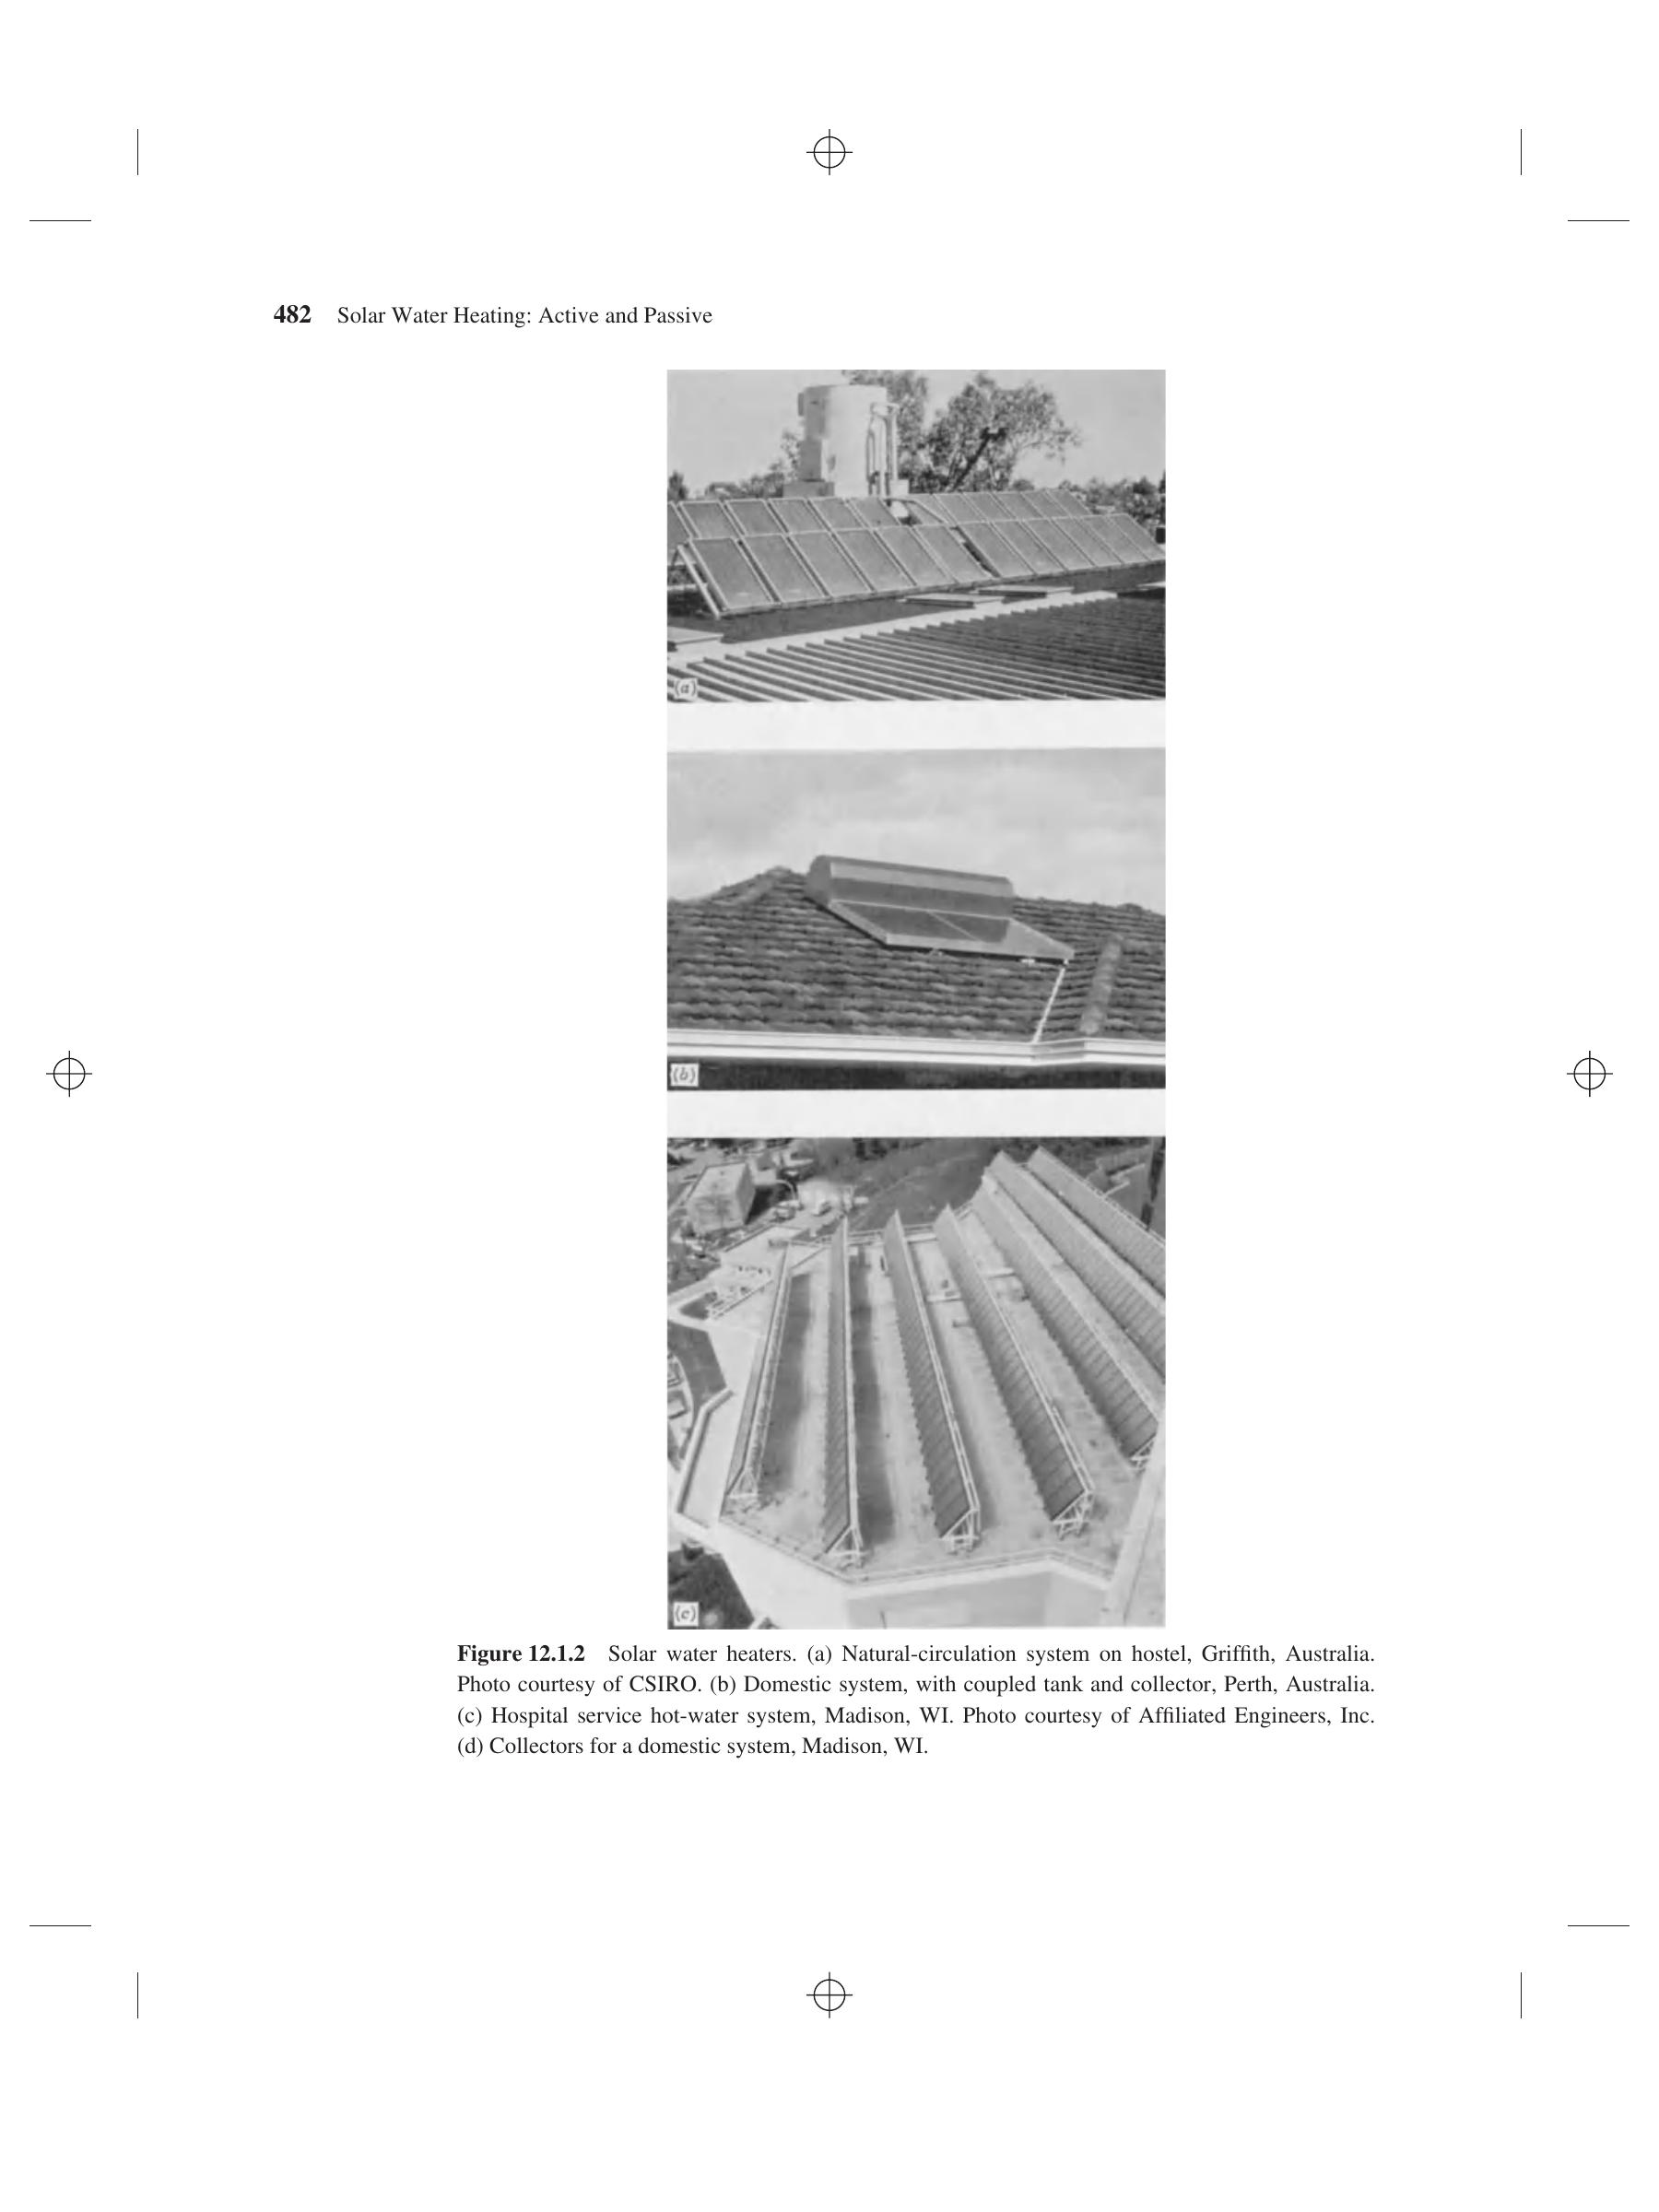 482 Solar Water Heating: Active and Passive
(a)
(b)
(c)
Figure 12.1.2 Solar water heaters. (a) Natural-circulation system on hostel, Griffith, Australia.
Photo courtesy of CSIRO. (b) Domestic system, with coupled tank and collector, Perth, Australia.
(c) Hospital service hot-water system, Madison, WI. Photo courtesy of Affiliated Engineers, Inc.
(d) Collectors for a domestic system, Madison, WI.